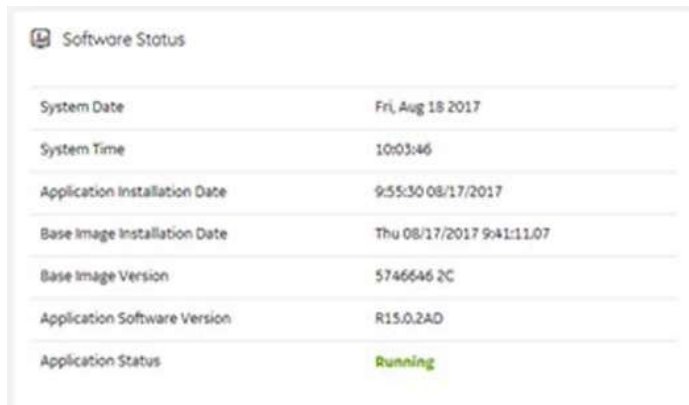 Software Status
System Date Fri, Aug 18 2017
System Time 10:03:46
Application Installation Date 9:55:30 08/17/2017
Base Image Installation Date Thu 08/17/2017 9:41:11.07
Base Image Version 5746646 2C
Application Software Version R15.0.2AD
Application Status Running